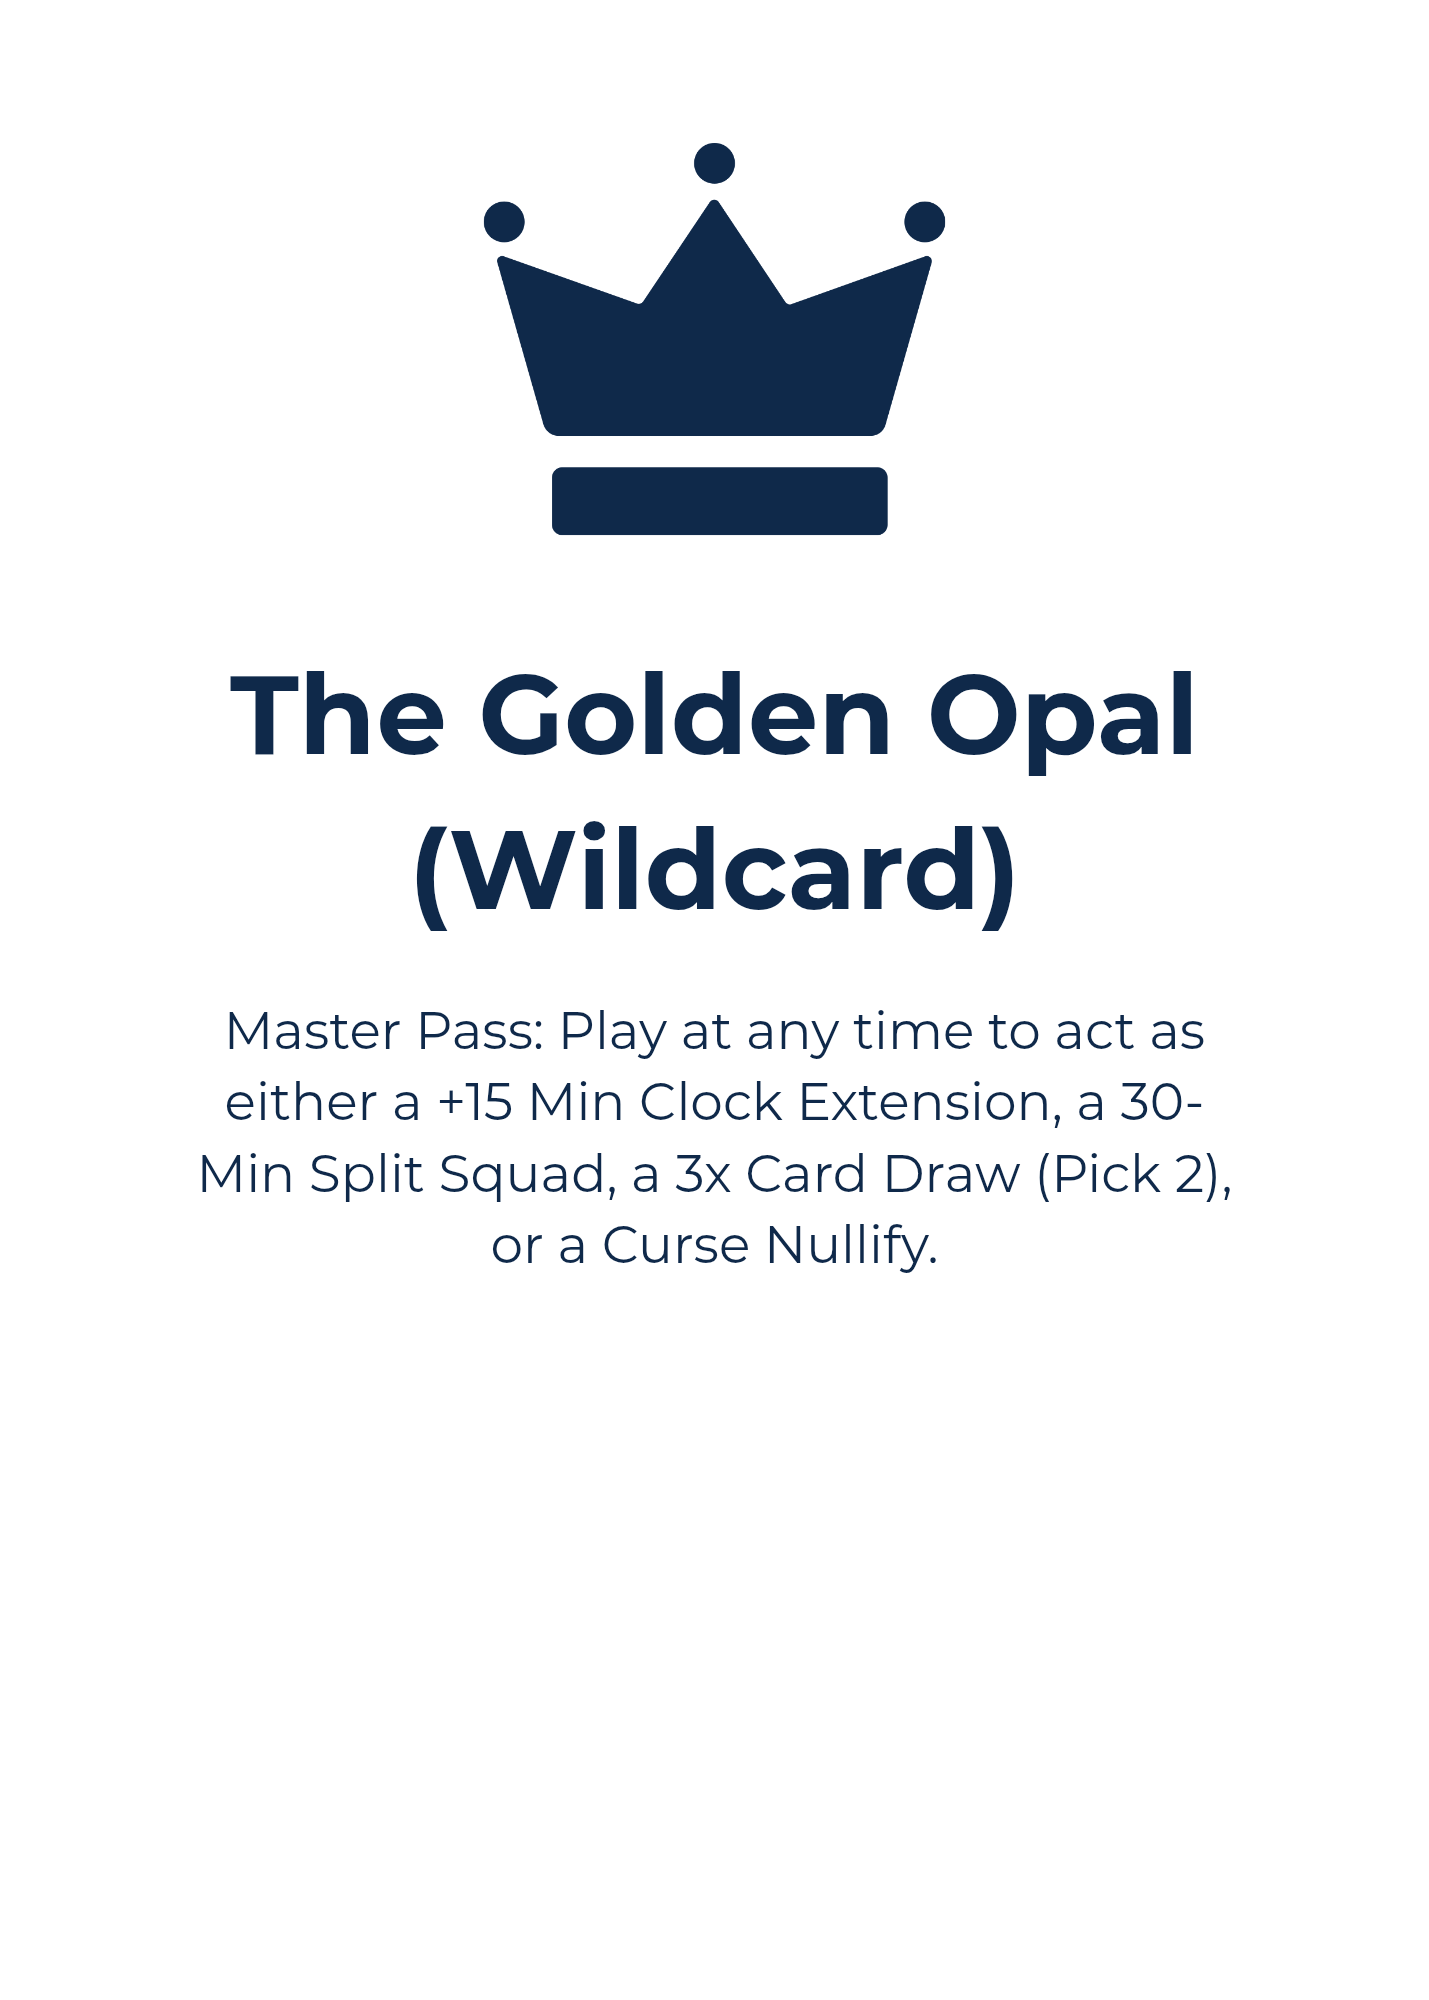 The Golden Opal
(Wildcard)
Master Pass: Play at any time to act as
either a +15 Min Clock Extension, a 30-
Min Split Squad, a 3x Card Draw (Pick 2),
or a Curse Nullify.